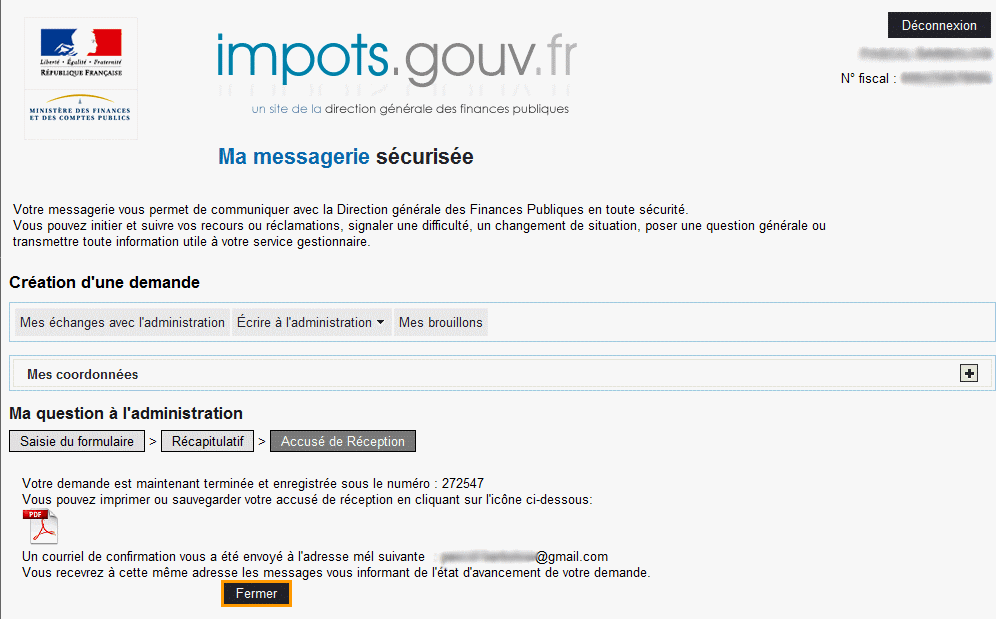 Déconnexion
N° fiscal :
Liberté • Égalité • Fraternité
RÉPUBLIQUE FRANÇAISE
MINISTÈRE DES FINANCES
ET DES COMPTES PUBLICS
impots.gouv.fr
un site de la direction générale des finances publiques
Ma messagerie sécurisée
Votre messagerie vous permet de communiquer avec la Direction générale des Finances Publiques en toute sécurité.
Vous pouvez initier et suivre vos recours ou réclamations, signaler une difficulté, un changement de situation, poser une question générale ou
transmettre toute information utile à votre service gestionnaire.
Création d'une demande
Mes échanges avec l'administration Écrire à l'administration Mes brouillons
Mes coordonnées
Ma question à l'administration
Saisie du formulaire > Récapitulatif > Accusé de Réception
Votre demande est maintenant terminée et enregistrée sous le numéro : 272547
Vous pouvez imprimer ou sauvegarder votre accusé de réception en cliquant sur l'icône ci-dessous:
PDF
Un courriel de confirmation vous a été envoyé à l'adresse mél suivante : @gmail.com
Vous recevrez à cette même adresse les messages vous informant de l'état d'avancement de votre demande.
Fermer